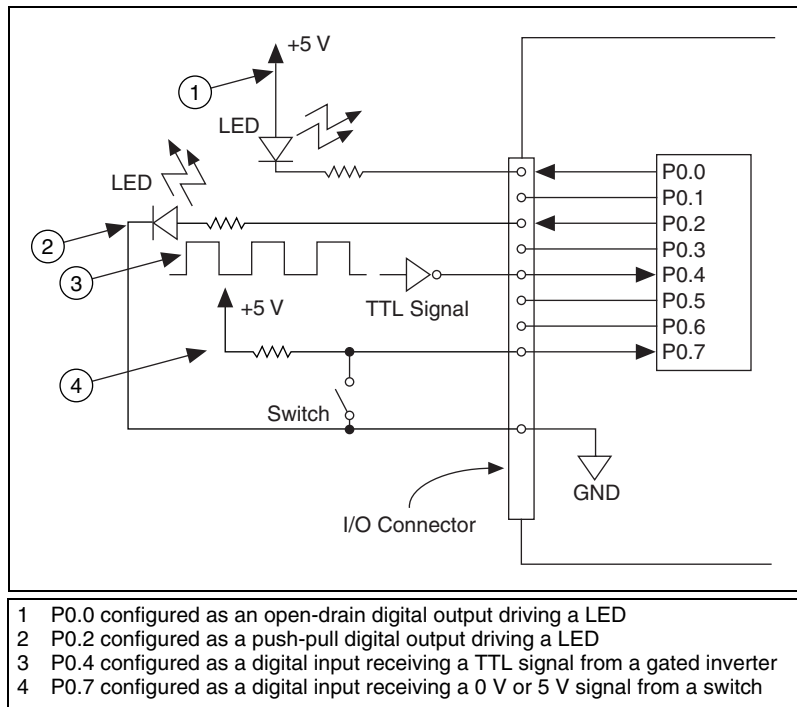 +5 V
1
LED
LED
2
3
+5 V
TTL Signal
4
Switch
I/O Connector
GND
P0.0
P0.1
P0.2
P0.3
P0.4
P0.5
P0.6
P0.7
1 P0.0 configured as an open-drain digital output driving a LED
2 P0.2 configured as a push-pull digital output driving a LED
3 P0.4 configured as a digital input receiving a TTL signal from a gated inverter
4 P0.7 configured as a digital input receiving a 0 V or 5 V signal from a switch